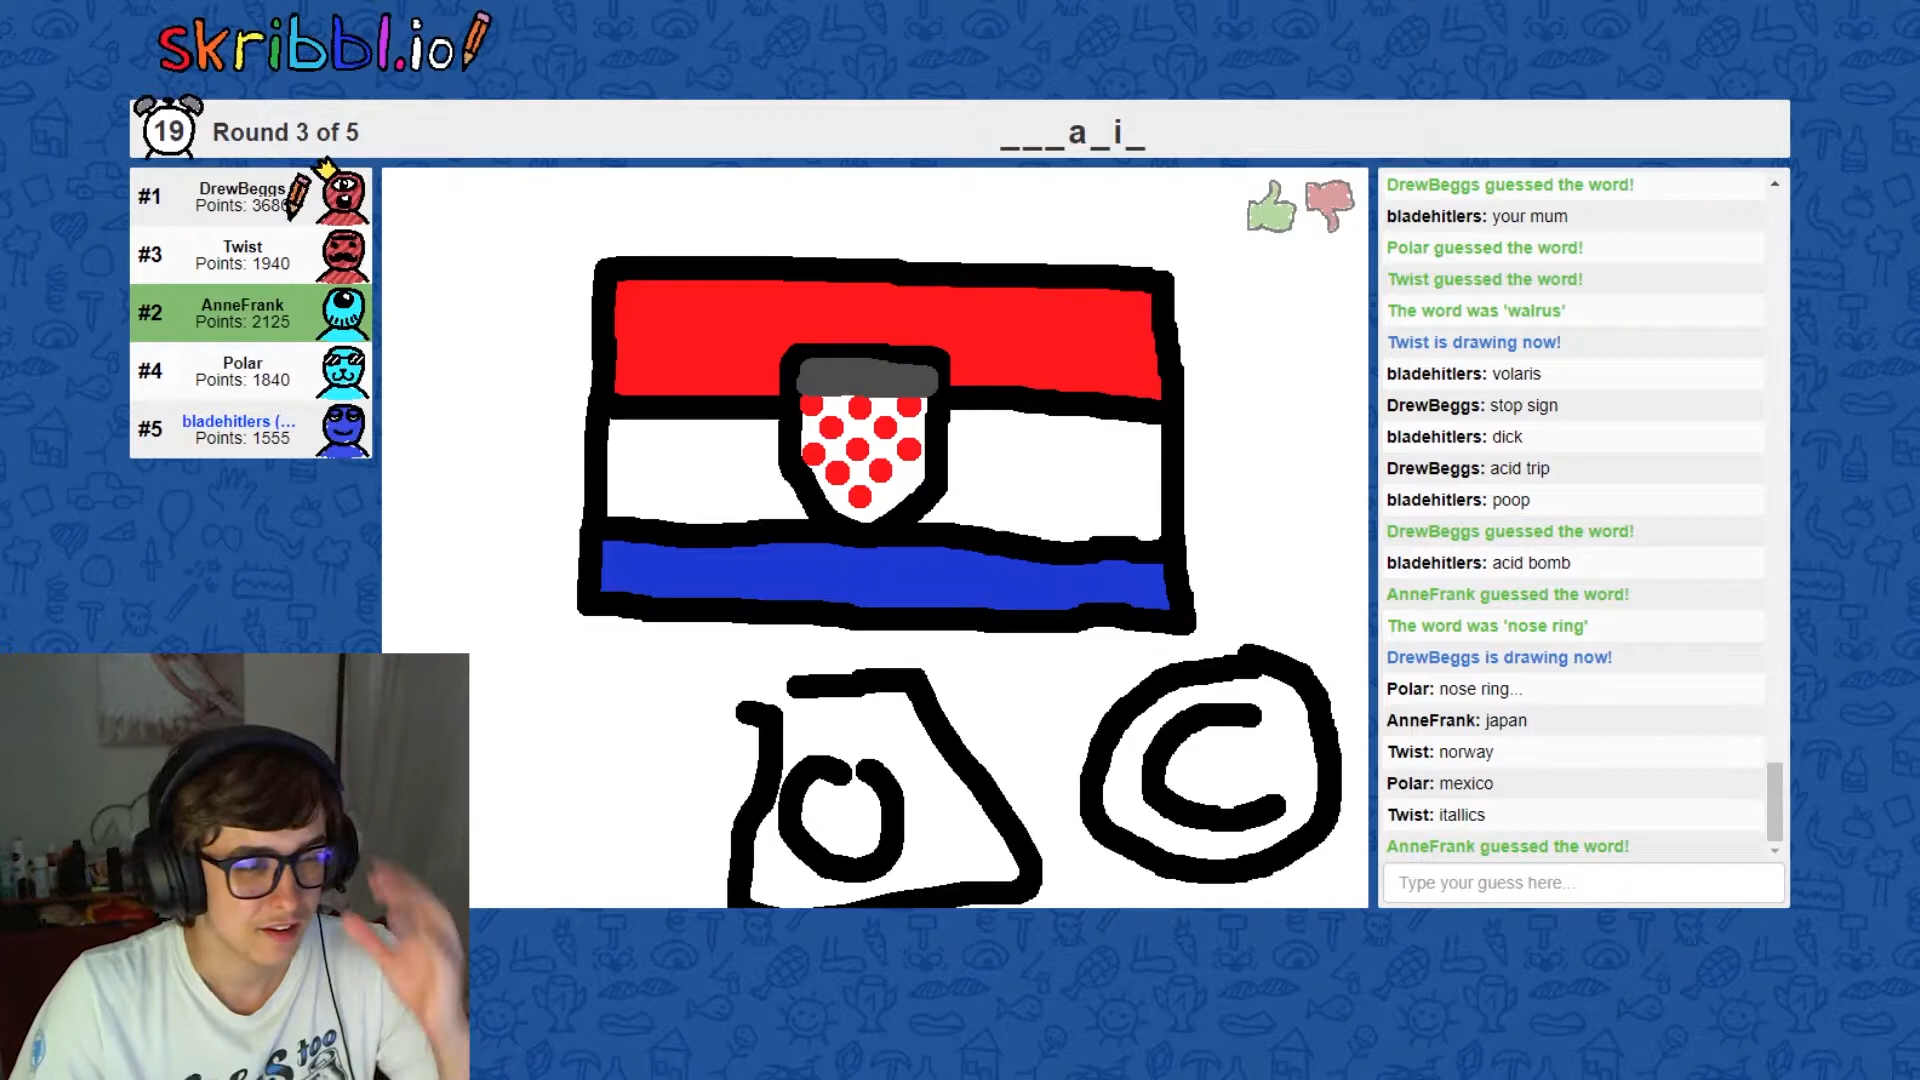 skribbl.io
19
Round 3 of 5
___a_i_
#1
DrewBeggs
Points: 3680
#3
Twist
Points: 1940
#2
AnneFrank
Points: 2125
#4
Polar
Points: 1840
#5
bladehitlers (...
Points: 1555
C
DrewBeggs guessed the word!
bladehitlers: your mum
Polar guessed the word!
Twist guessed the word!
The word was 'walrus'
Twist is drawing now!
bladehitlers: volaris
DrewBeggs: stop sign
bladehitlers: dick
DrewBeggs: acid trip
bladehitlers: poop
DrewBeggs guessed the word!
bladehitlers: acid bomb
AnneFrank guessed the word!
The word was 'nose ring'
DrewBeggs is drawing now!
Polar: nose ring...
AnneFrank: japan
Twist: norway
Polar: mexico
Twist: itallics
AnneFrank guessed the word!
Type your guess here...